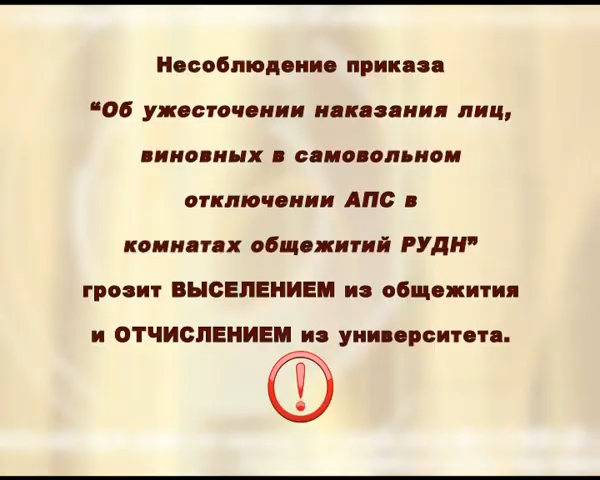 Несоблюдение приказа
“Об ужесточении наказания лиц,
виновных в самовольном
отключении АПС в
комнатах общежитий РУДН”
грозит ВЫСЕЛЕНИЕМ из общежития
и ОТЧИСЛЕНИЕМ из университета.